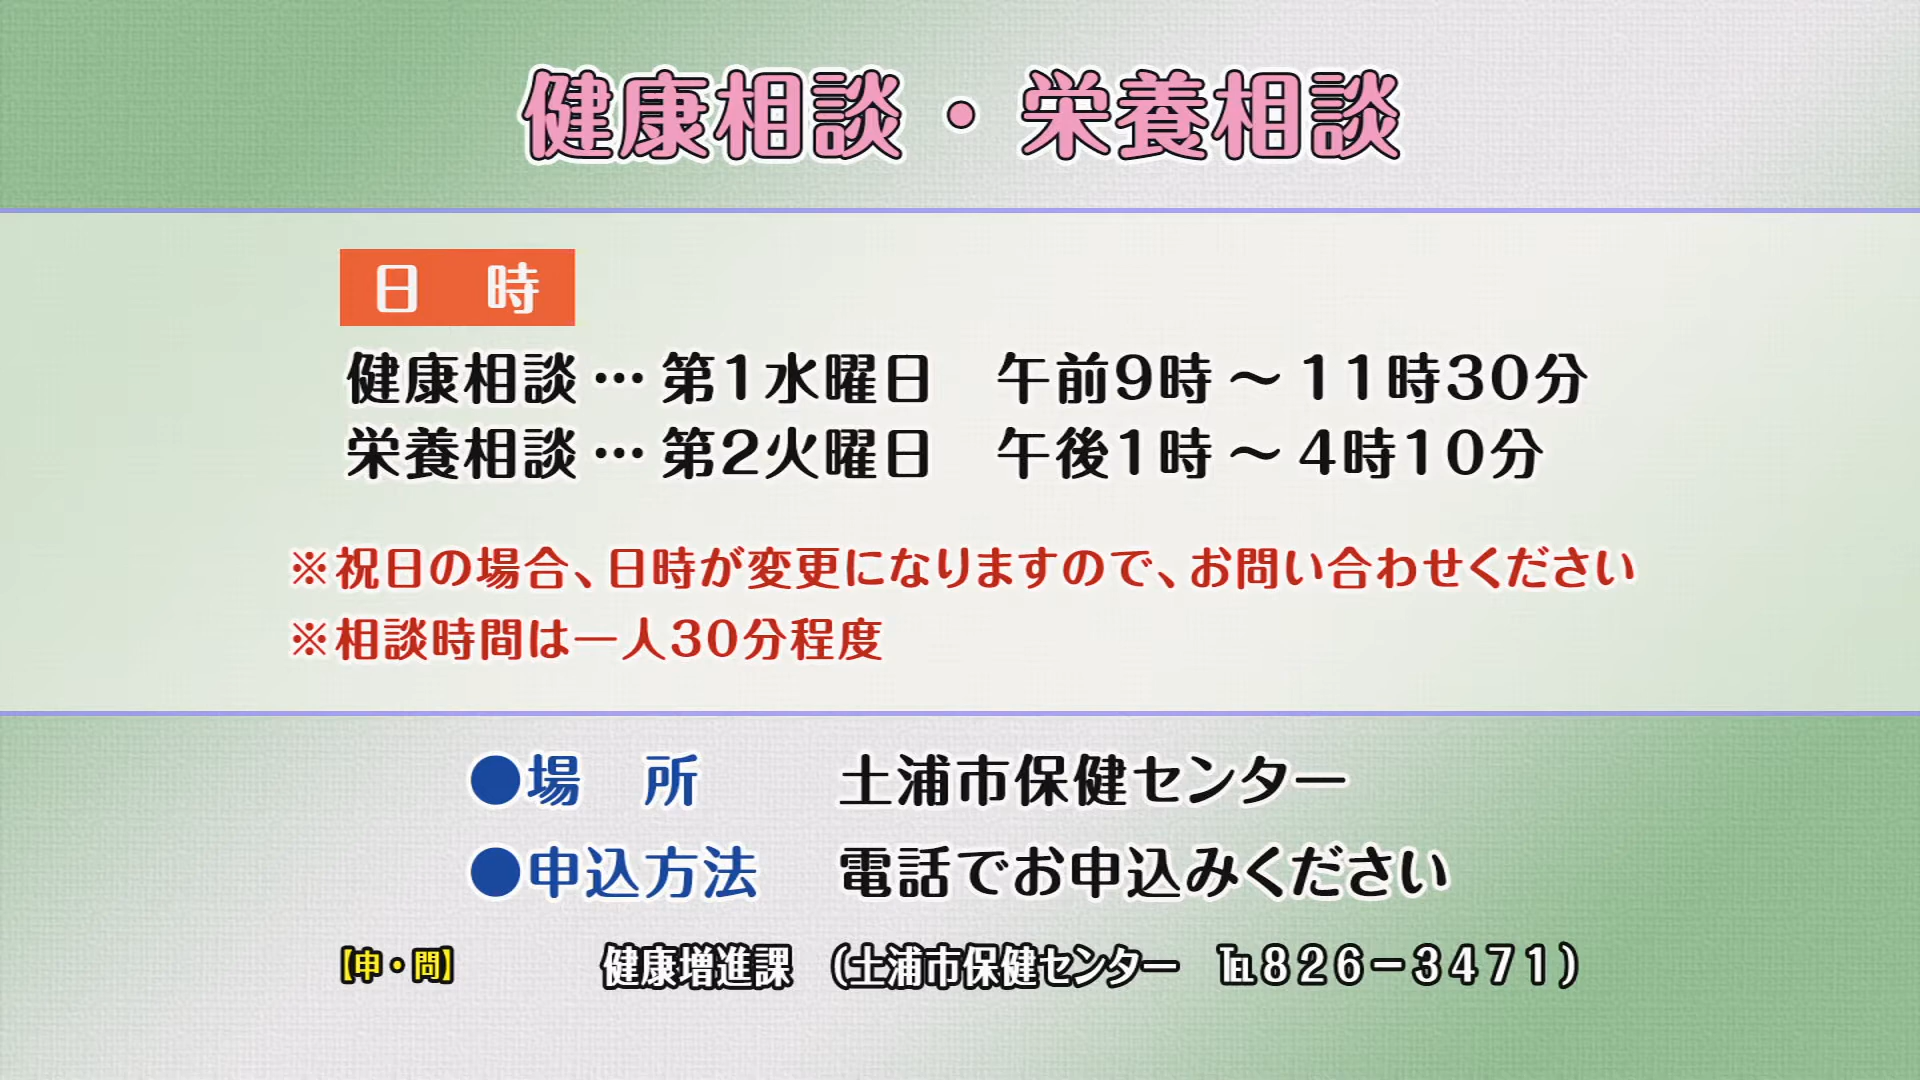 健康相談・栄養相談
日　時
健康相談…第1水曜日　午前9時～11時30分
栄養相談…第2火曜日　午後1時～4時10分
※祝日の場合、日時が変更になりますので、お問い合わせください
※相談時間は一人30分程度
●場　所　　土浦市保健センター
●申込方法　電話でお申込みください
【申・問】　　　健康増進課　（土浦市保健センター　℡８２６－３４７１）